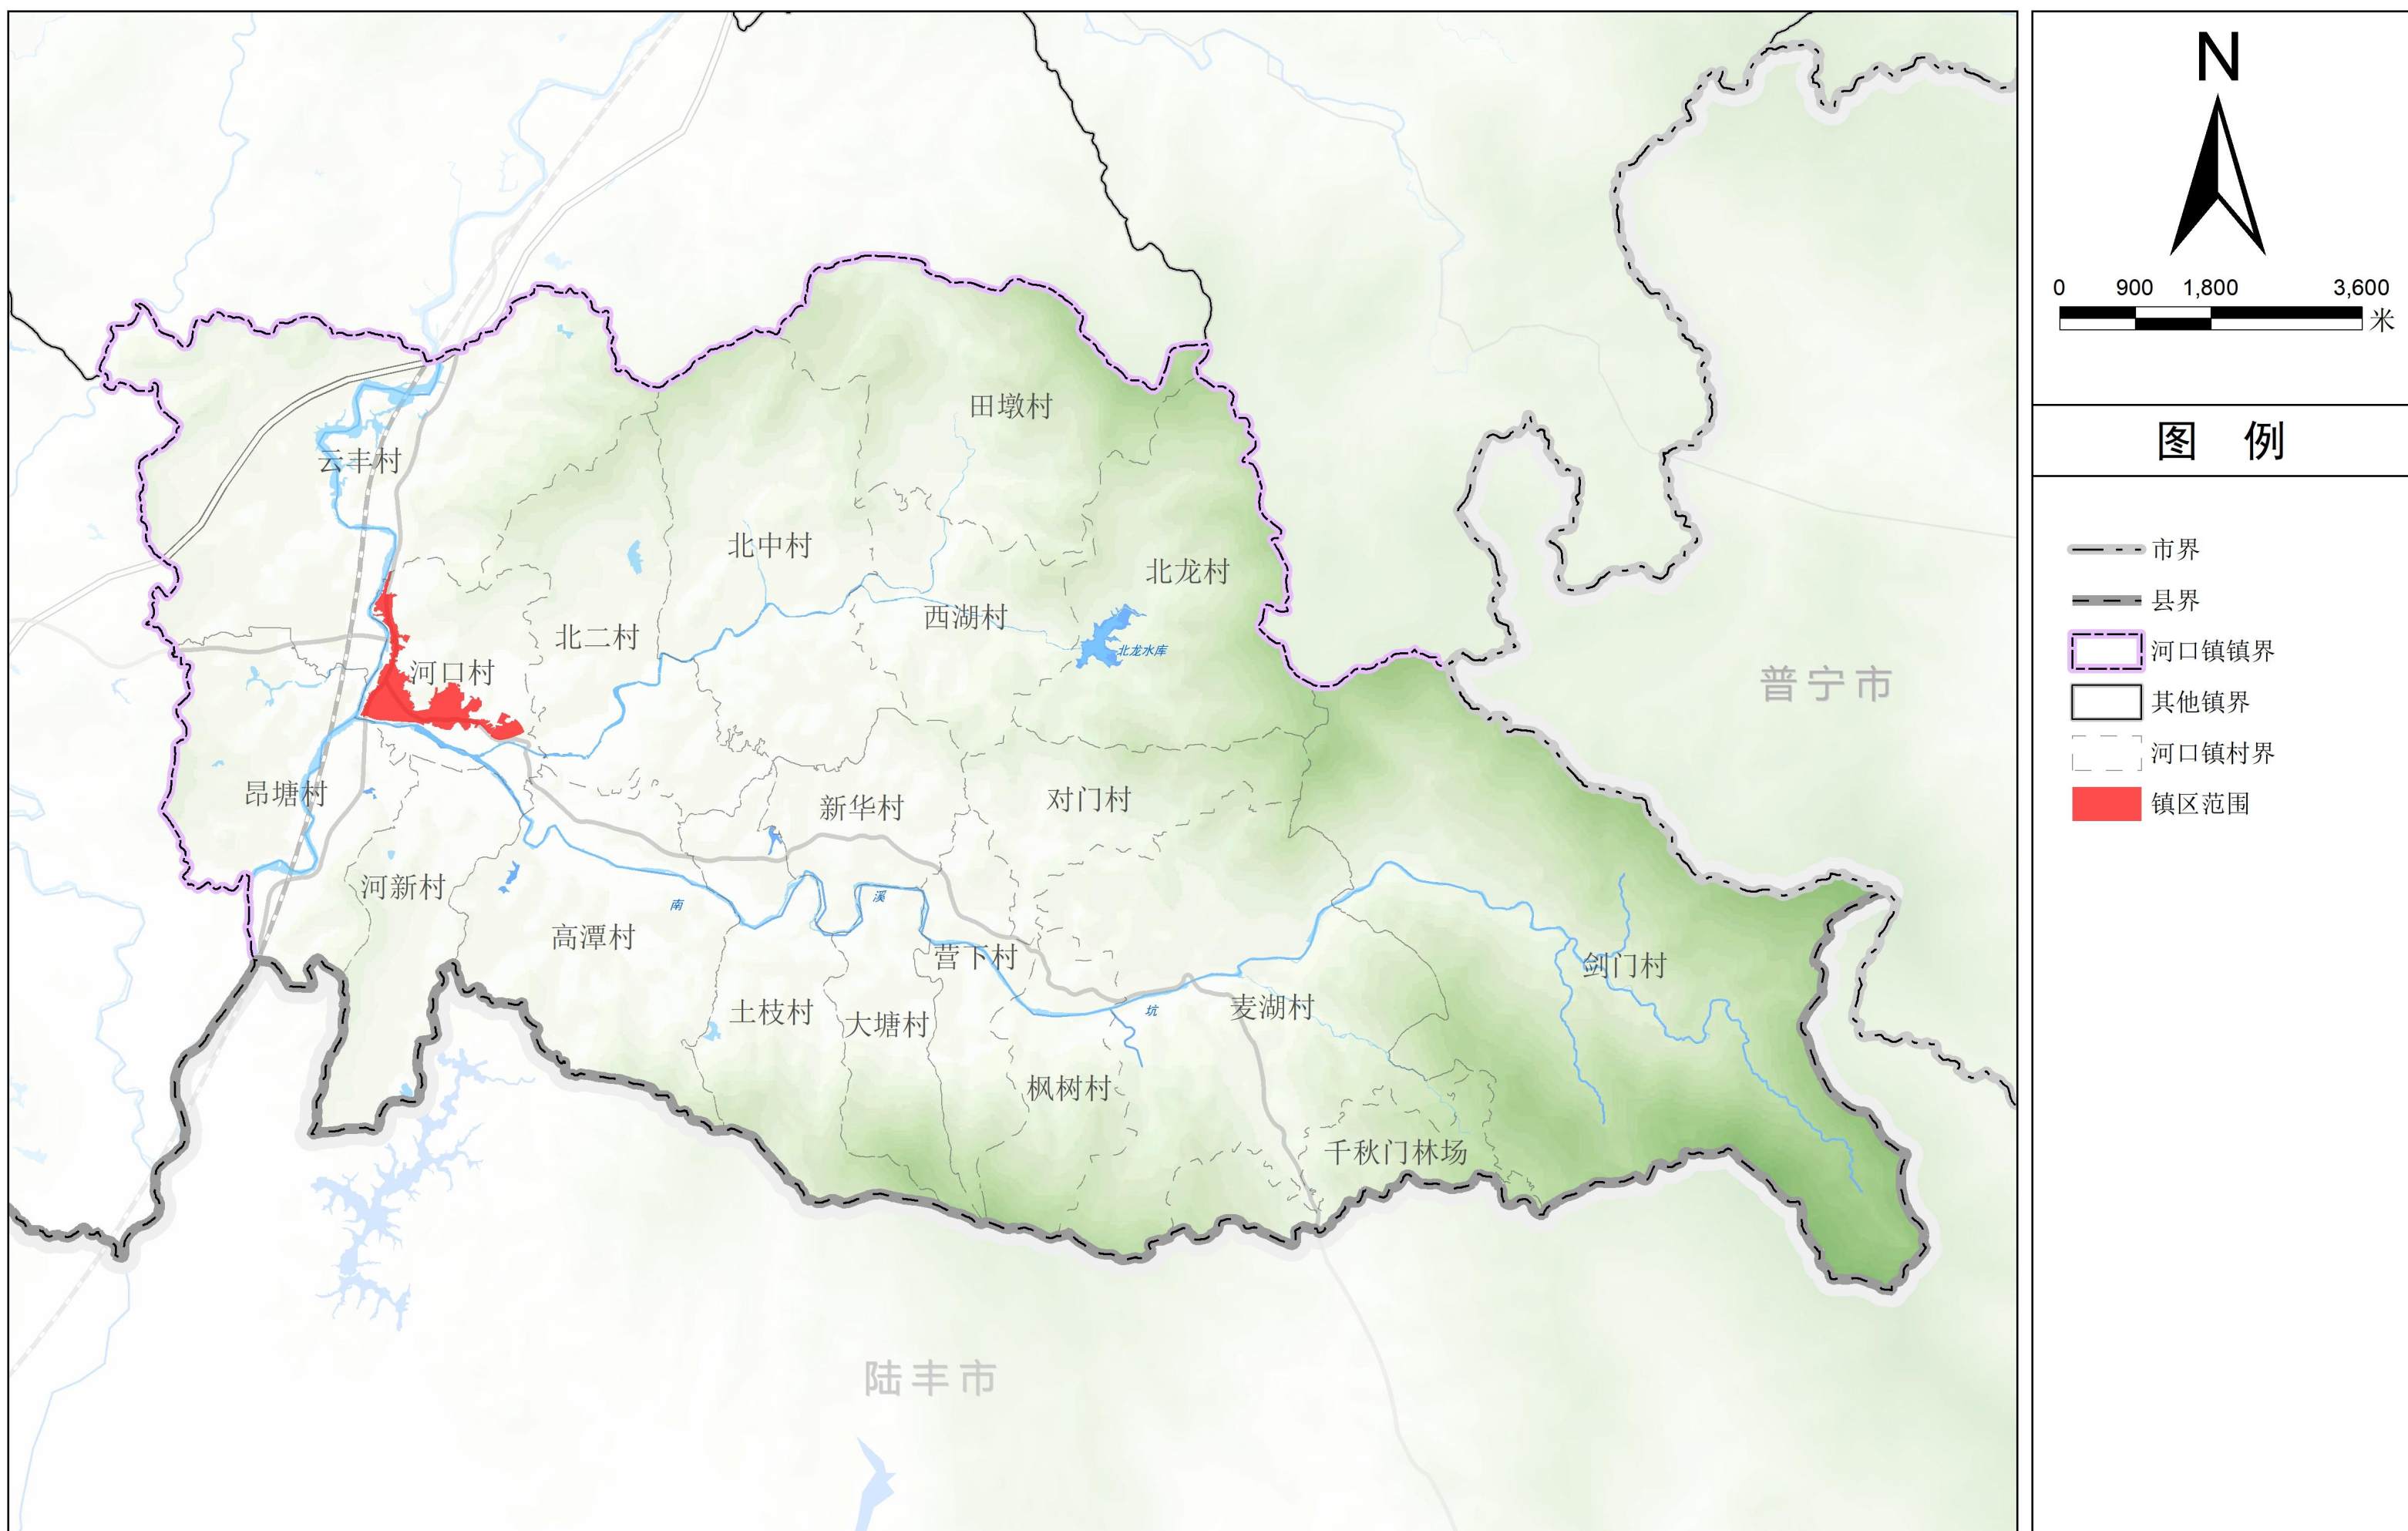 田墩村
云丰村
北中村
北龙村
西湖村
北二村
北龙水库
河口村
普宁市
昂塘村
新华村
对门村
河新村
南
溪
高潭村
营下村
剑门村
土枝村
大塘村
坑
麦湖村
枫树村
千秋门林场
陆丰市
N
0 900 1,800 3,600
米
图 例
市界
县界
河口镇镇界
其他镇界
河口镇村界
镇区范围